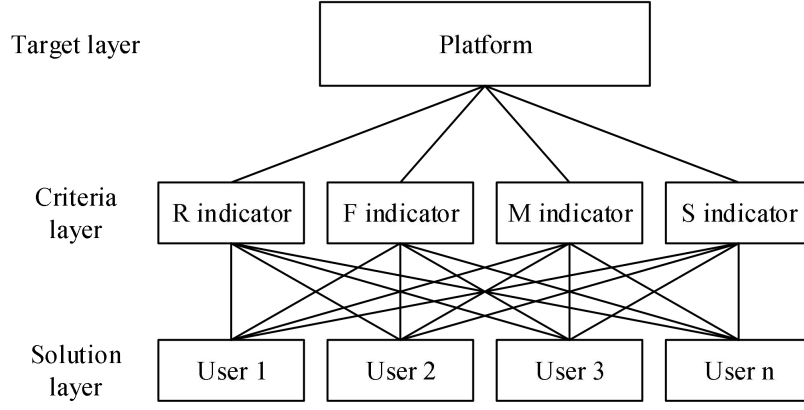 Target layer
Platform
Criteria
layer
R indicator
F indicator
M indicator
S indicator
Solution
layer
User 1
User 2
User 3
User n